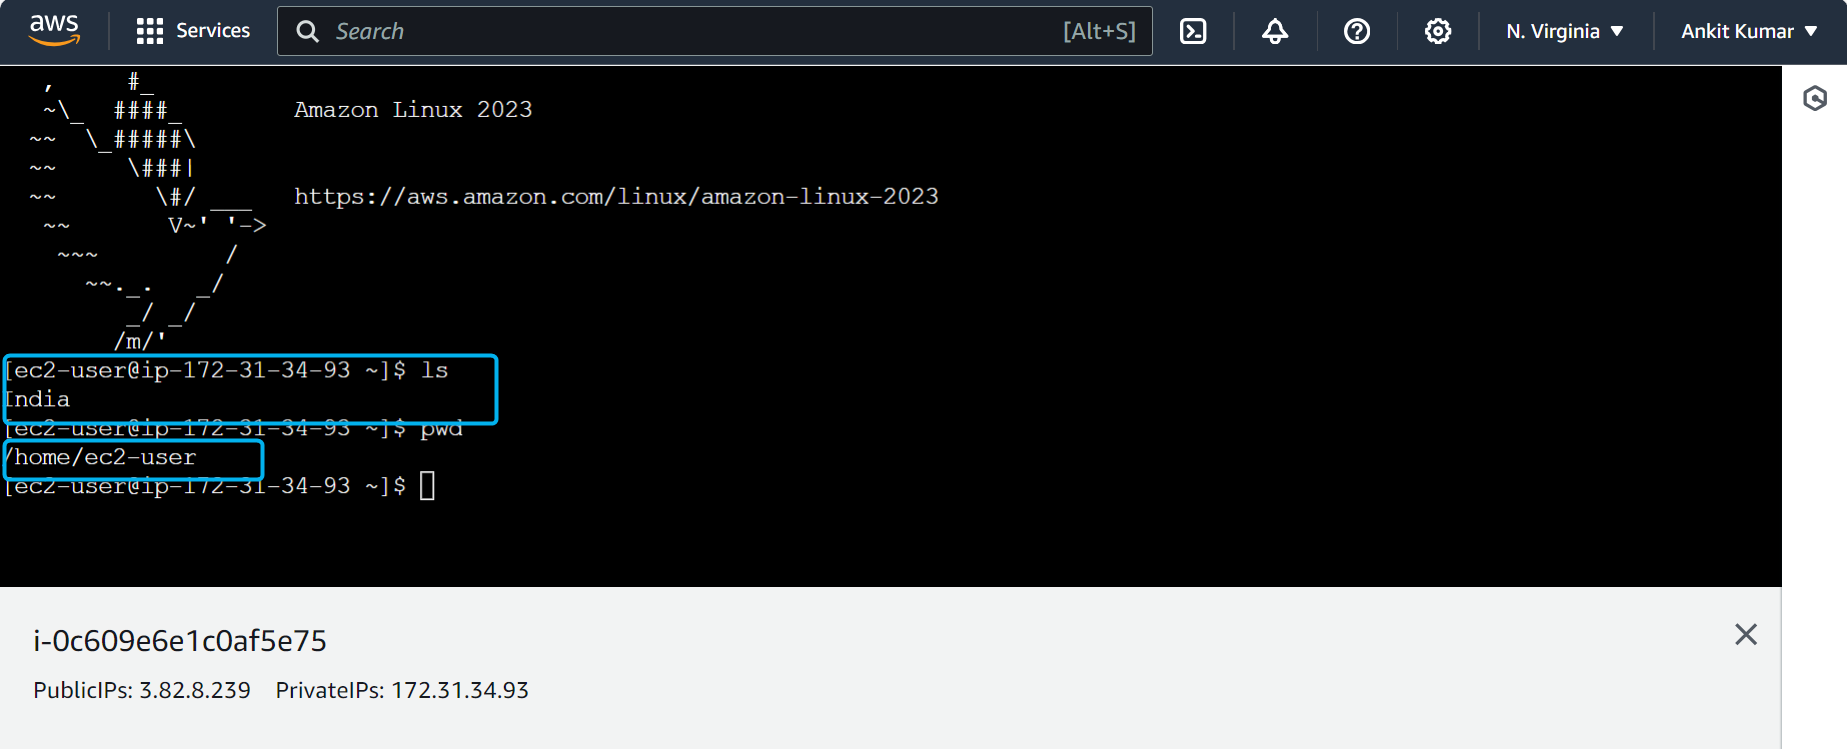 aws
Services
Search
[Alt+S]
N. Virginia
Ankit Kumar
   ,     #_
   ~\_  ####_        Amazon Linux 2023
  ~~  \_#####\
  ~~     \###|
  ~~       \#/ ___   https://aws.amazon.com/linux/amazon-linux-2023
   ~~       V~' '->
    ~~~         /
      ~~._.   _/
         _/ _/
        /m/'
[ec2-user@ip-172-31-34-93 ~]$ ls
India
[ec2-user@ip-172-31-34-93 ~]$ pwd
/home/ec2-user
[ec2-user@ip-172-31-34-93 ~]$
i-0c609e6e1c0af5e75
PublicIPs: 3.82.8.239 PrivateIPs: 172.31.34.93